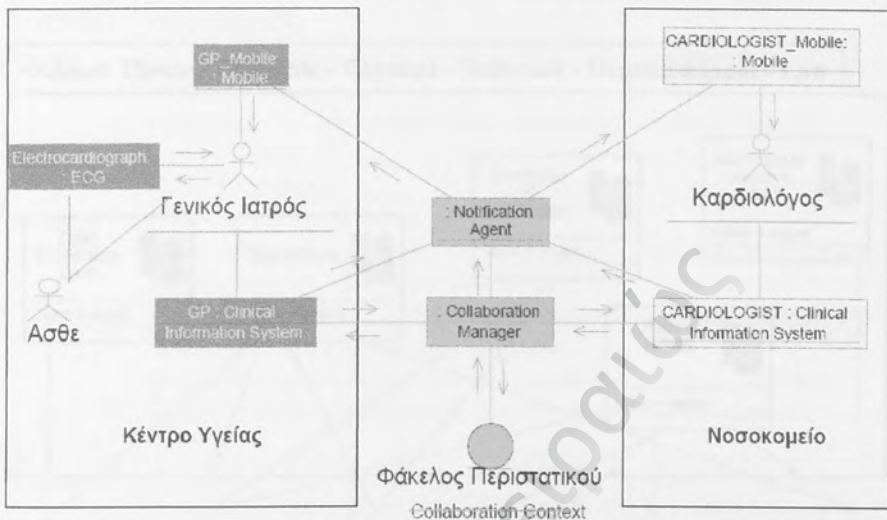 GP_Mobile
: Mobile
CARDIOLOGIST_Mobile:
: Mobile
Electrocardiograph
: ECG
Γενικός Ιατρός
: Notification
Agent
Καρδιολόγος
Ασθε
GP : Clinical
Information System
: Collaboration
Manager
CARDIOLOGIST : Clinical
Information System
Κέντρο Υγείας
Νοσοκομείο
Φάκελος Περιστατικού
Collaboration Context